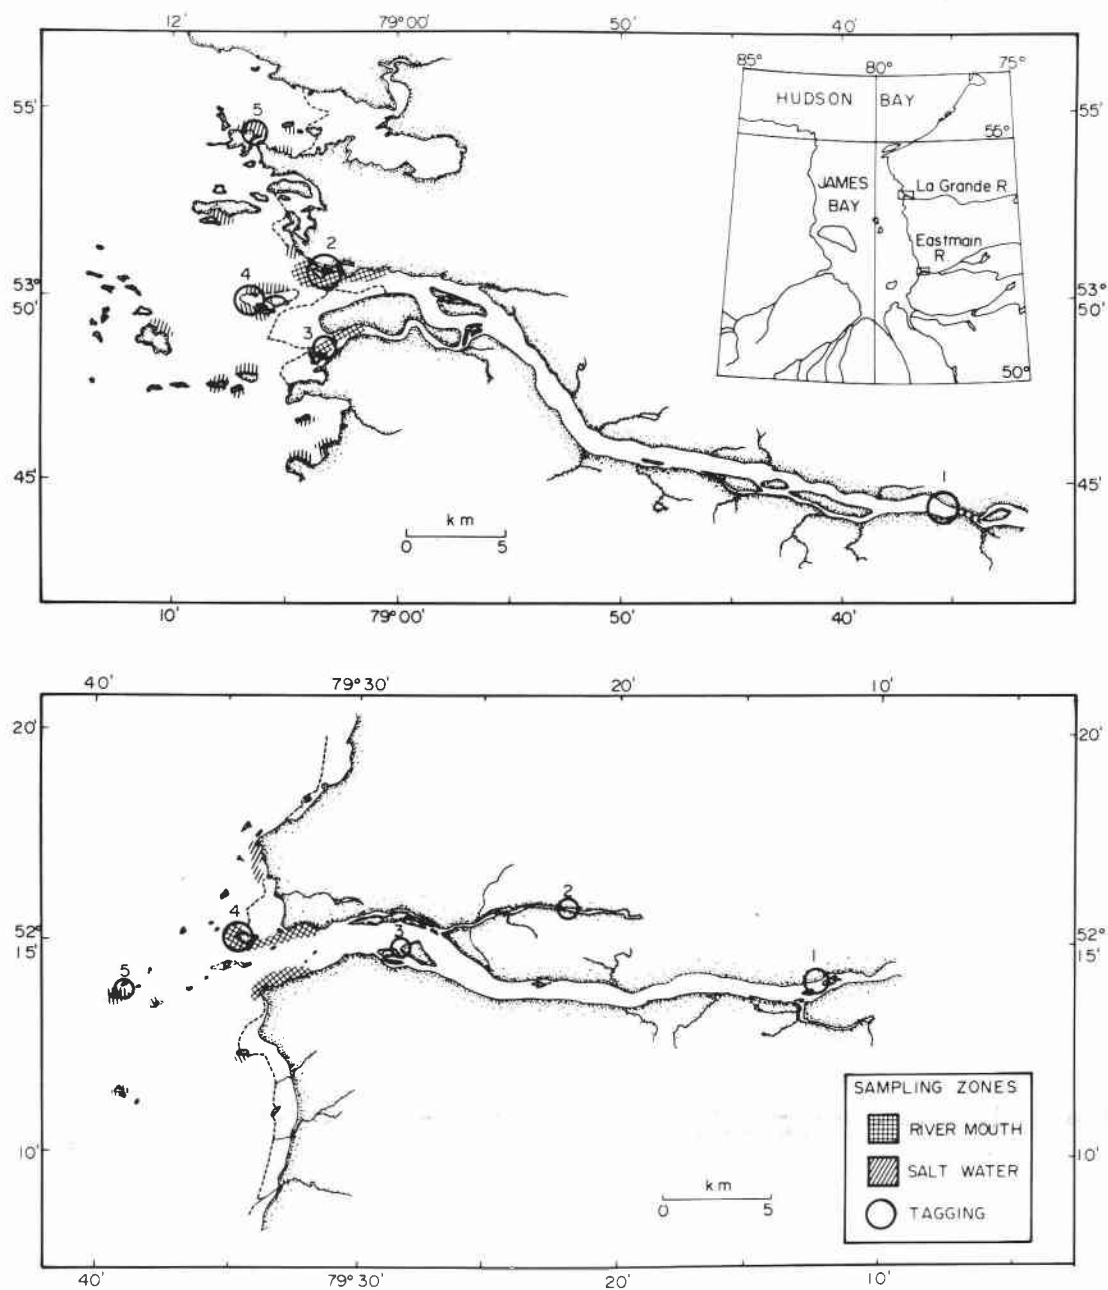 12' 79°00' 50' 40'
85° 80° 75°
HUDSON BAY
55' 55'
5
55°
JAMES BAY
La Grande R.
2
Eastmain R.
4
53° 50' 53° 50'
3
50°
45' 45'
1
km
0 5
10' 79°00' 50' 40'
40' 79°30' 20' 10'
20' 20'
2
4
3
52° 15' 52° 15'
1
5
SAMPLING ZONES
RIVER MOUTH
SALT WATER
TAGGING
10' 10'
km
0 5
40' 79°30' 20' 10'